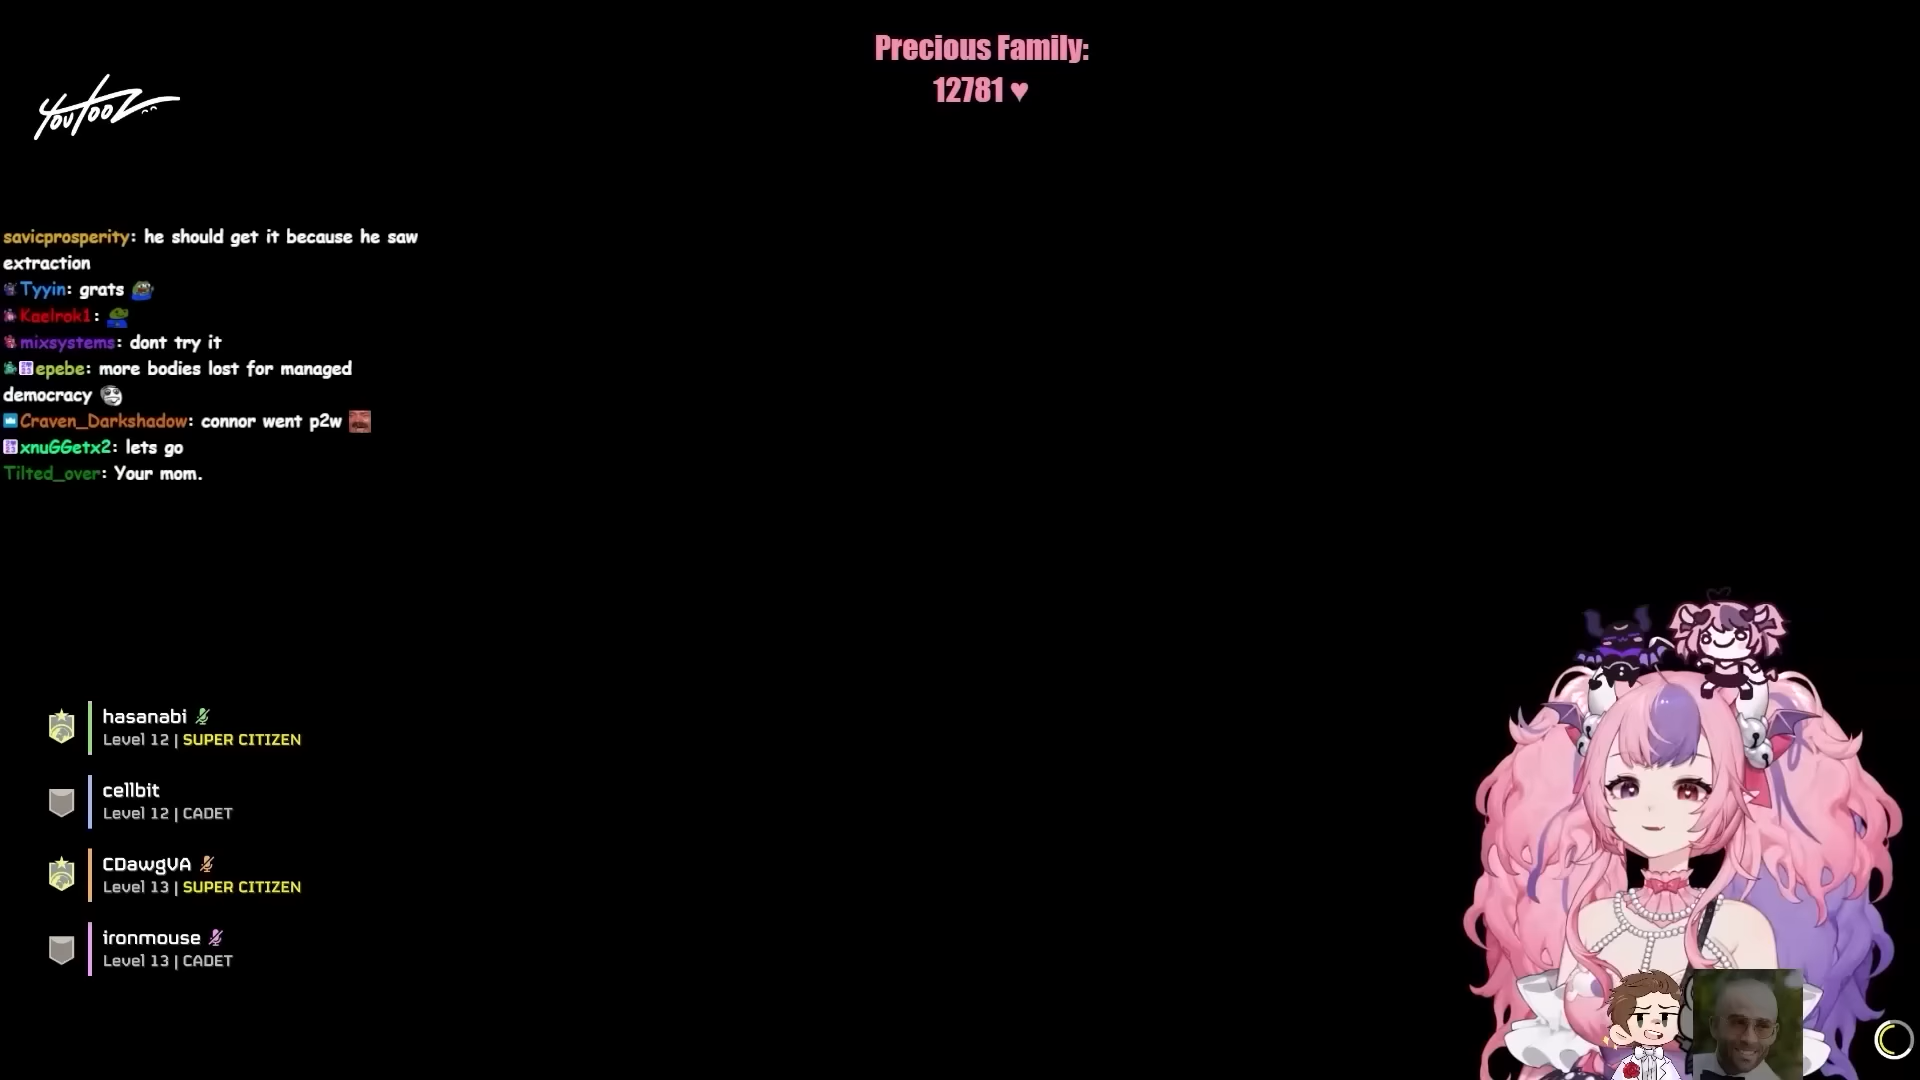 Precious Family:
12781 ♥
YouTooZ
savicprosperity: he should get it because he saw
extraction
Tyyin: grats
Kaelrok1:
mixsystems: dont try it
epebe: more bodies lost for managed
democracy
Craven_Darkshadow: connor went p2w
xnuGGetx2: lets go
Tilted_over: Your mom.
hasanabi
Level 12 | SUPER CITIZEN
cellbit
Level 12 | CADET
CDawgVA
Level 13 | SUPER CITIZEN
ironmouse
Level 13 | CADET